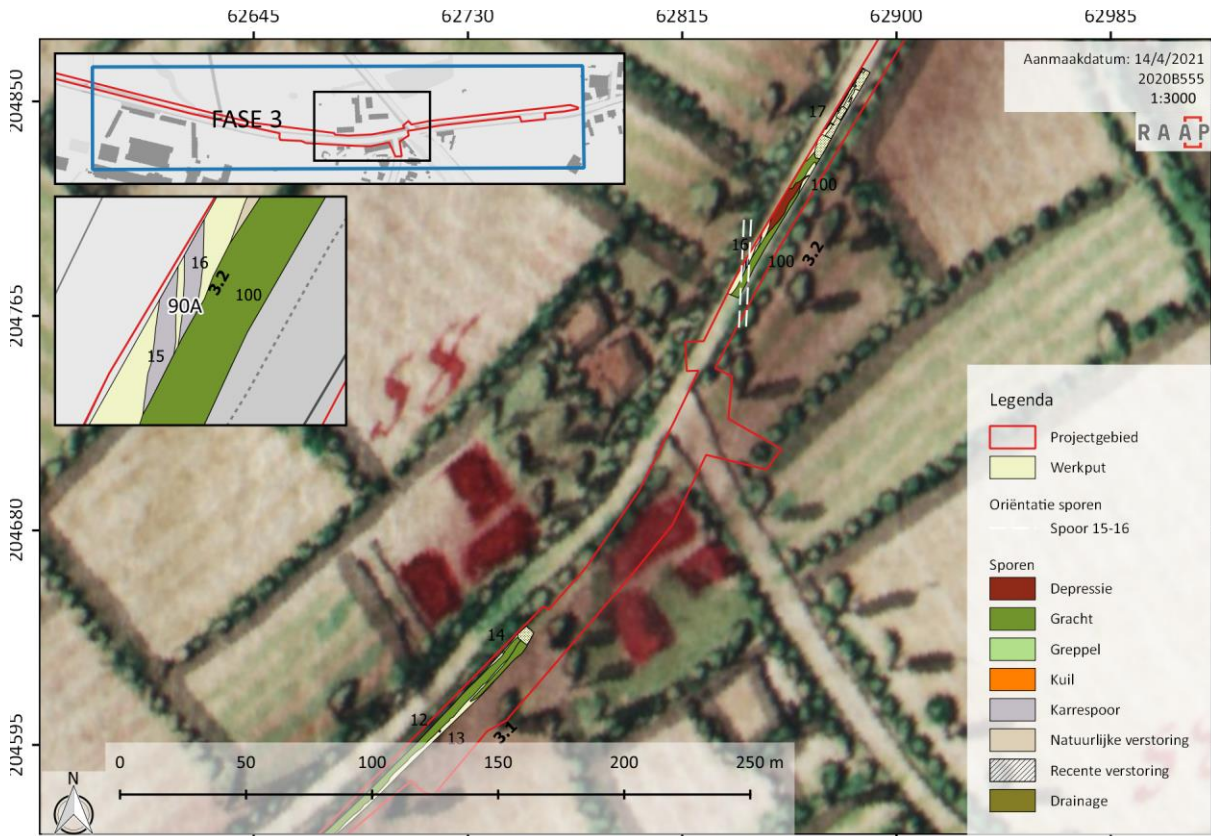 62645 62730 62815 62900 62985
204850
204765
204680
204595
Aanmaakdatum: 14/4/2021
2020B555
1:3000
RAAP
FASE 3
16
3.2
100
90A
15
17
100
16
100
3.2
14
12
13
3.1
Legenda
Projectgebied
Werkput
Oriëntatie sporen
Spoor 15-16
Sporen
Depressie
Gracht
Greppel
Kuil
Karrespoor
Natuurlijke verstoring
Recente verstoring
Drainage
0 50 100 150 200 250 m
N